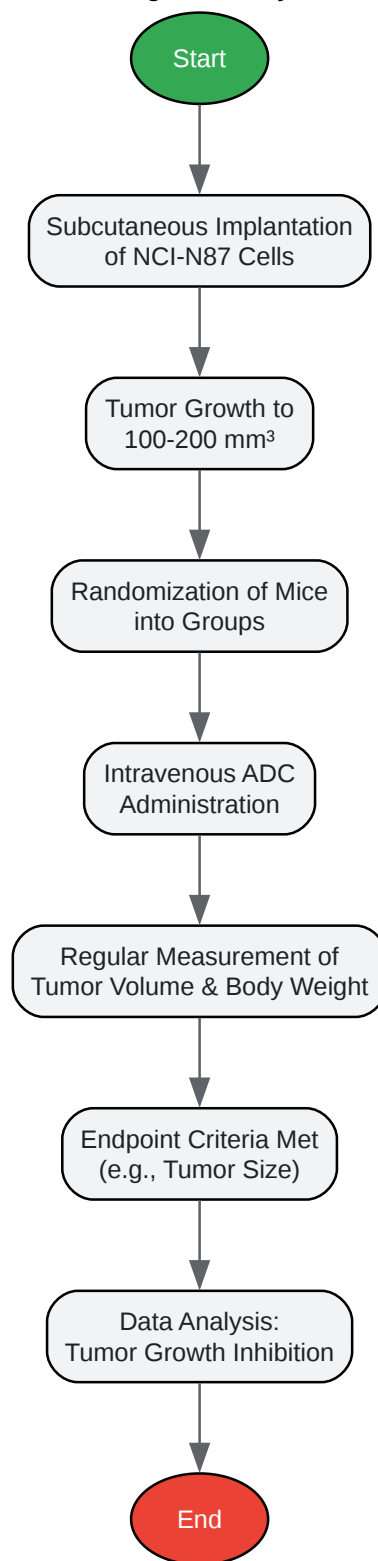 Start
Subcutaneous Implantation
of NCI-N87 Cells
Tumor Growth to
100-200 mm³
Randomization of Mice
into Groups
Intravenous ADC
Administration
Regular Measurement of
Tumor Volume & Body Weight
Endpoint Criteria Met
(e.g., Tumor Size)
Data Analysis:
Tumor Growth Inhibition
End